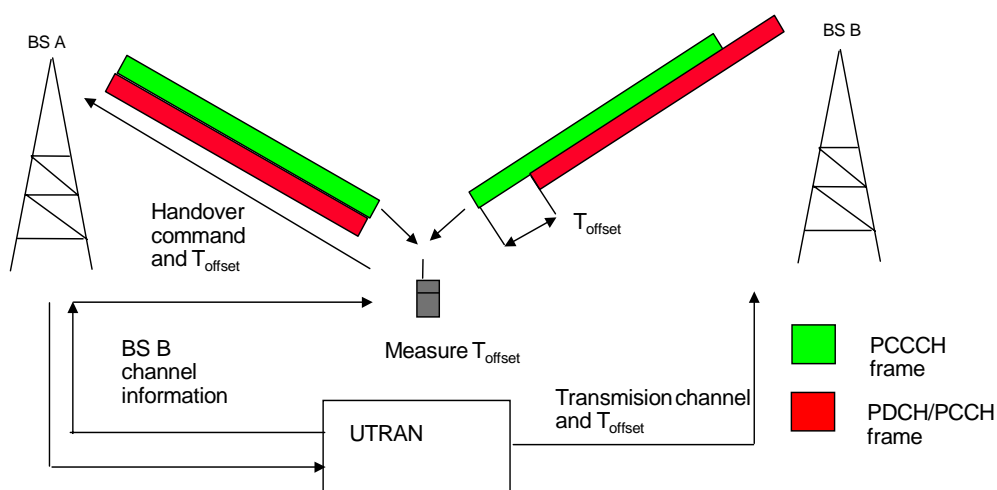 BS A
BS B
Handover
command
and Toffset
Toffset
Measure Toffset
BS B
channel
information
UTRAN
Transmision channel
and Toffset
PCCCH
frame
PDCH/PCCH
frame